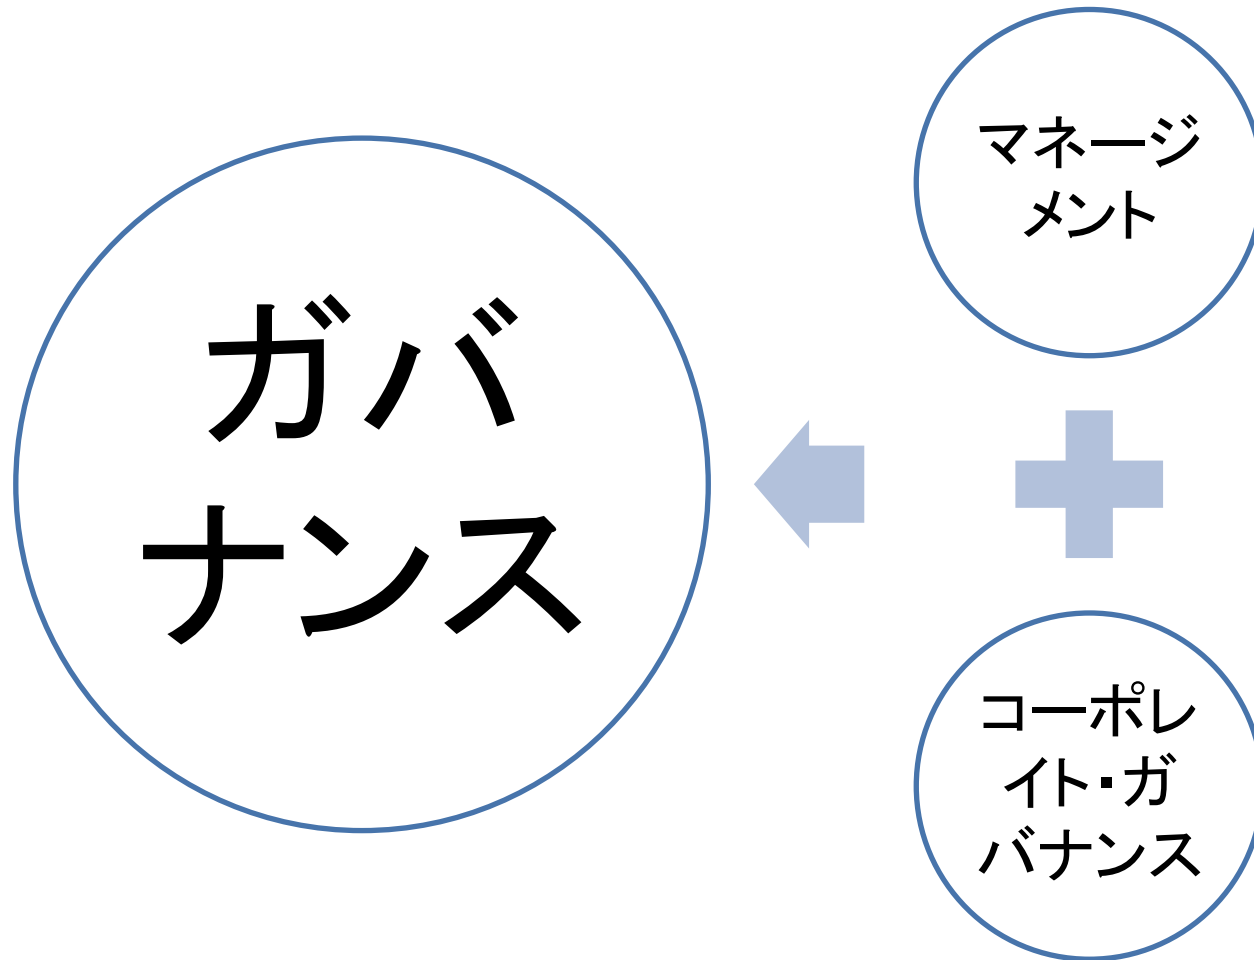 ガバ
ナンス
マネージ
メント
コーポレ
イト・ガ
バナンス